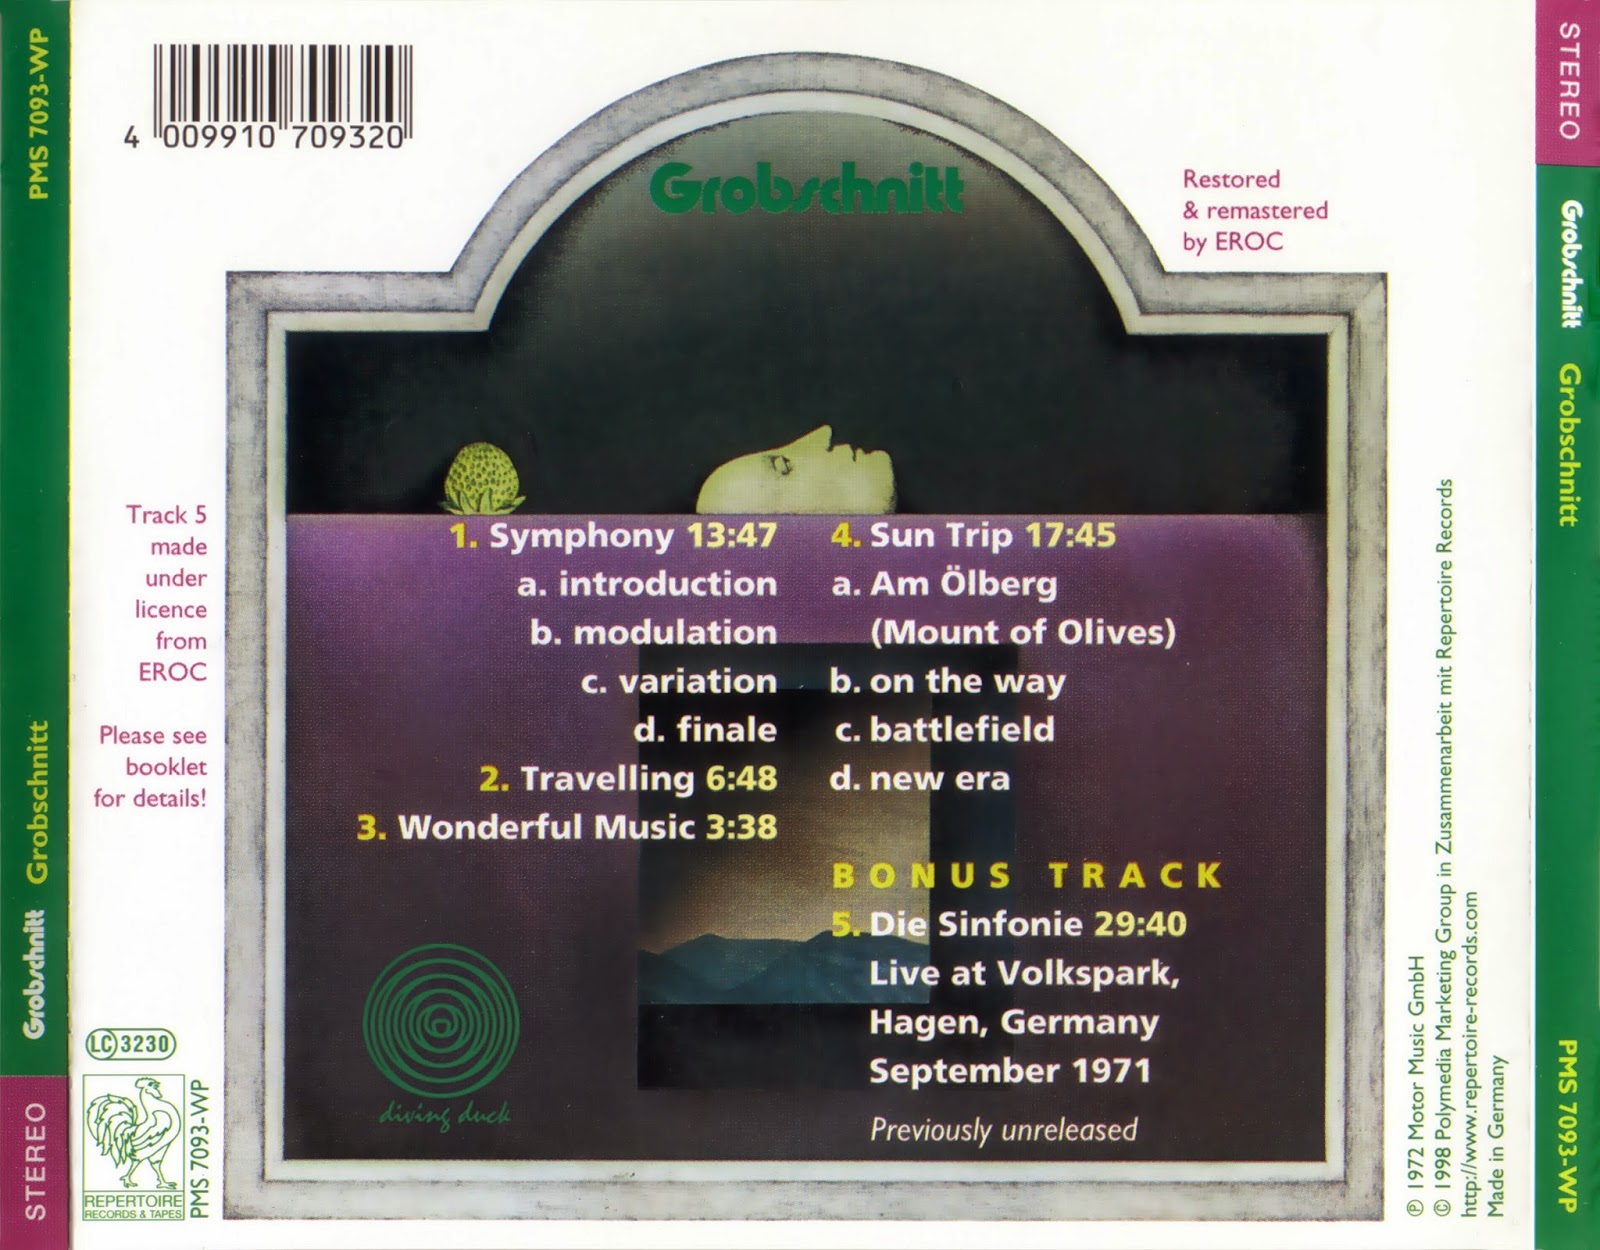 PMS 7093-WP
Grobschnitt
Grobschnitt
STEREO
4 009910 709320
Grobschnitt
Restored
& remastered
by EROC
Track 5
made
under
licence
from
EROC
Please see
booklet
for details!
1. Symphony 13:47
a. introduction
b. modulation
c. variation
d. finale
2. Travelling 6:48
3. Wonderful Music 3:38
4. Sun Trip 17:45
a. Am Ölberg
(Mount of Olives)
b. on the way
c. battlefield
d. new era
BONUS TRACK
5. Die Sinfonie 29:40
Live at Volkspark,
Hagen, Germany
September 1971
Previously unreleased
diving duck
LC 3230
REPERTOIRE
RECORDS & TAPES
PMS 7093-WP
℗ 1972 Motor Music GmbH
© 1998 Polymedia Marketing Group in Zusammenarbeit mit Repertoire Records
http://www.repertoire-records.com
Made in Germany
STEREO
Grobschnitt
Grobschnitt
PMS 7093-WP